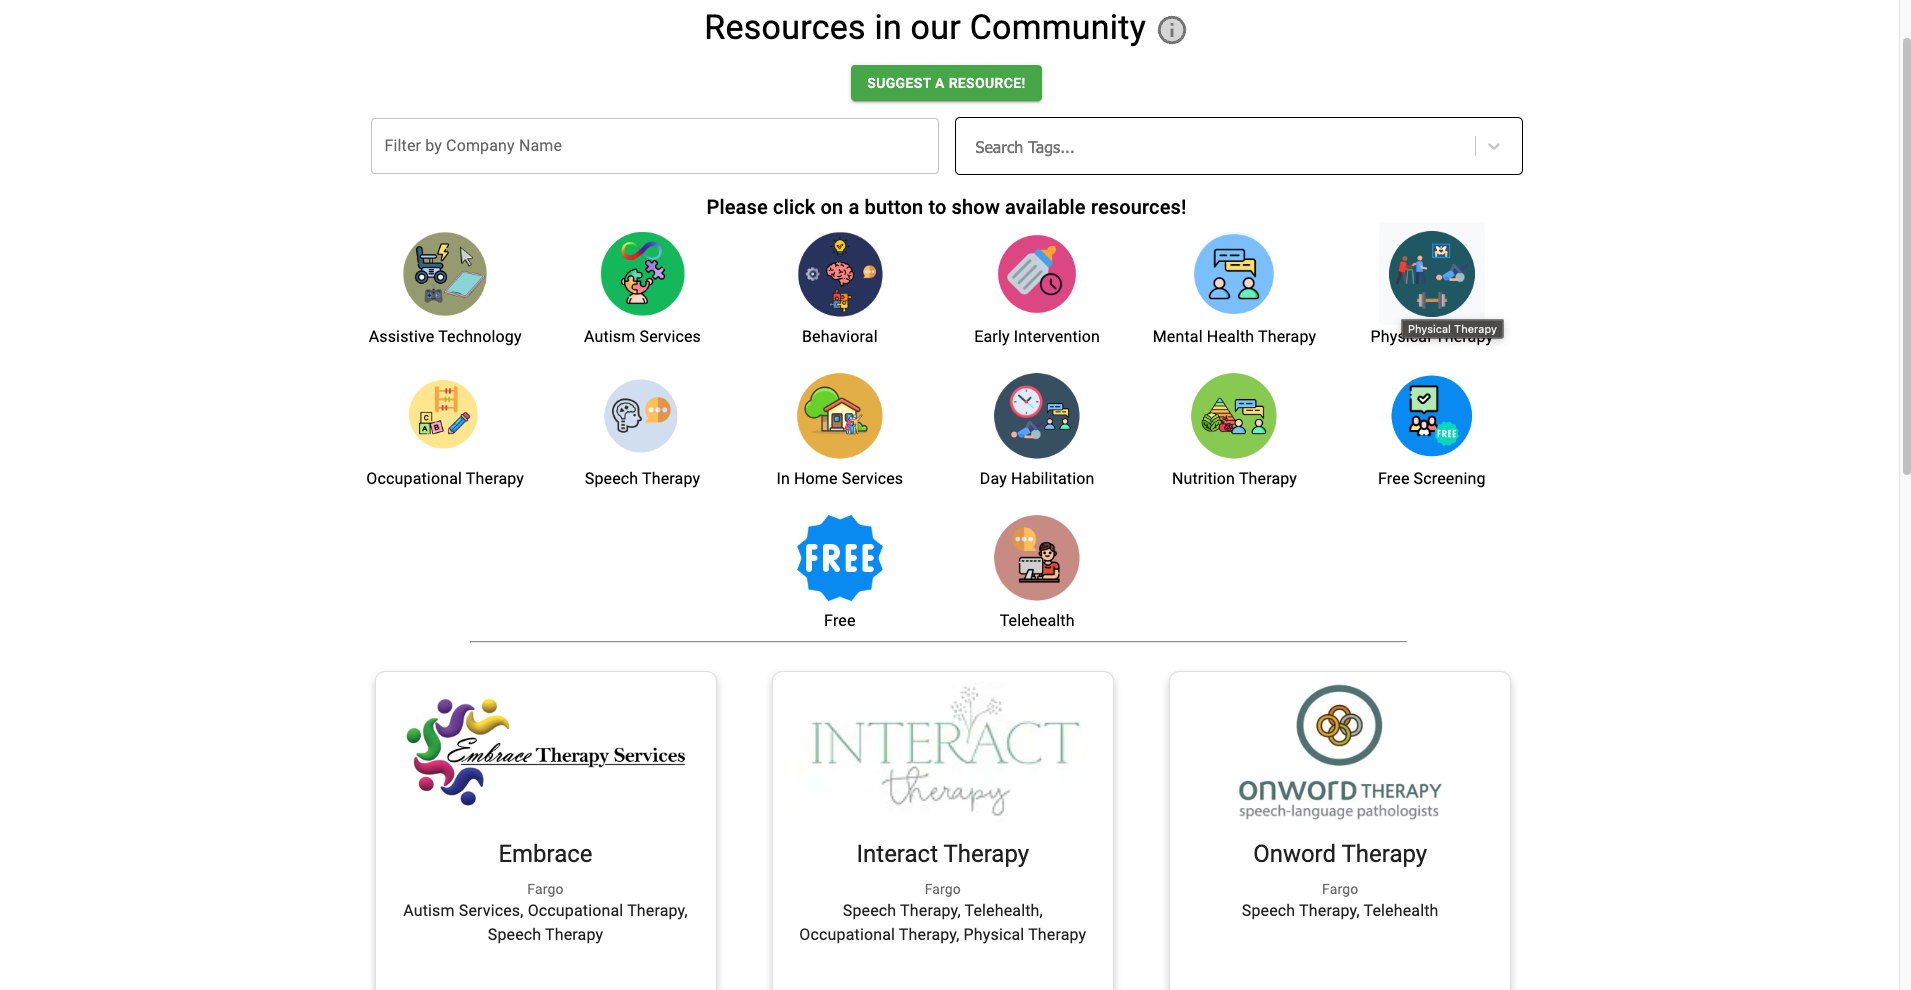 Resources in our Community
SUGGEST A RESOURCE!
Filter by Company Name
Search Tags...
Please click on a button to show available resources!
Assistive Technology
Autism Services
Behavioral
Early Intervention
Mental Health Therapy
Physical Therapy
Physical Therapy
C
A B
FREE
Occupational Therapy
Speech Therapy
In Home Services
Day Habilitation
Nutrition Therapy
Free Screening
FREE
Free
Telehealth
Embrace Therapy Services
Embrace
Fargo
Autism Services, Occupational Therapy,
Speech Therapy
INTERACT
therapy
Interact Therapy
Fargo
Speech Therapy, Telehealth,
Occupational Therapy, Physical Therapy
onword THERAPY
speech-language pathologists
Onword Therapy
Fargo
Speech Therapy, Telehealth